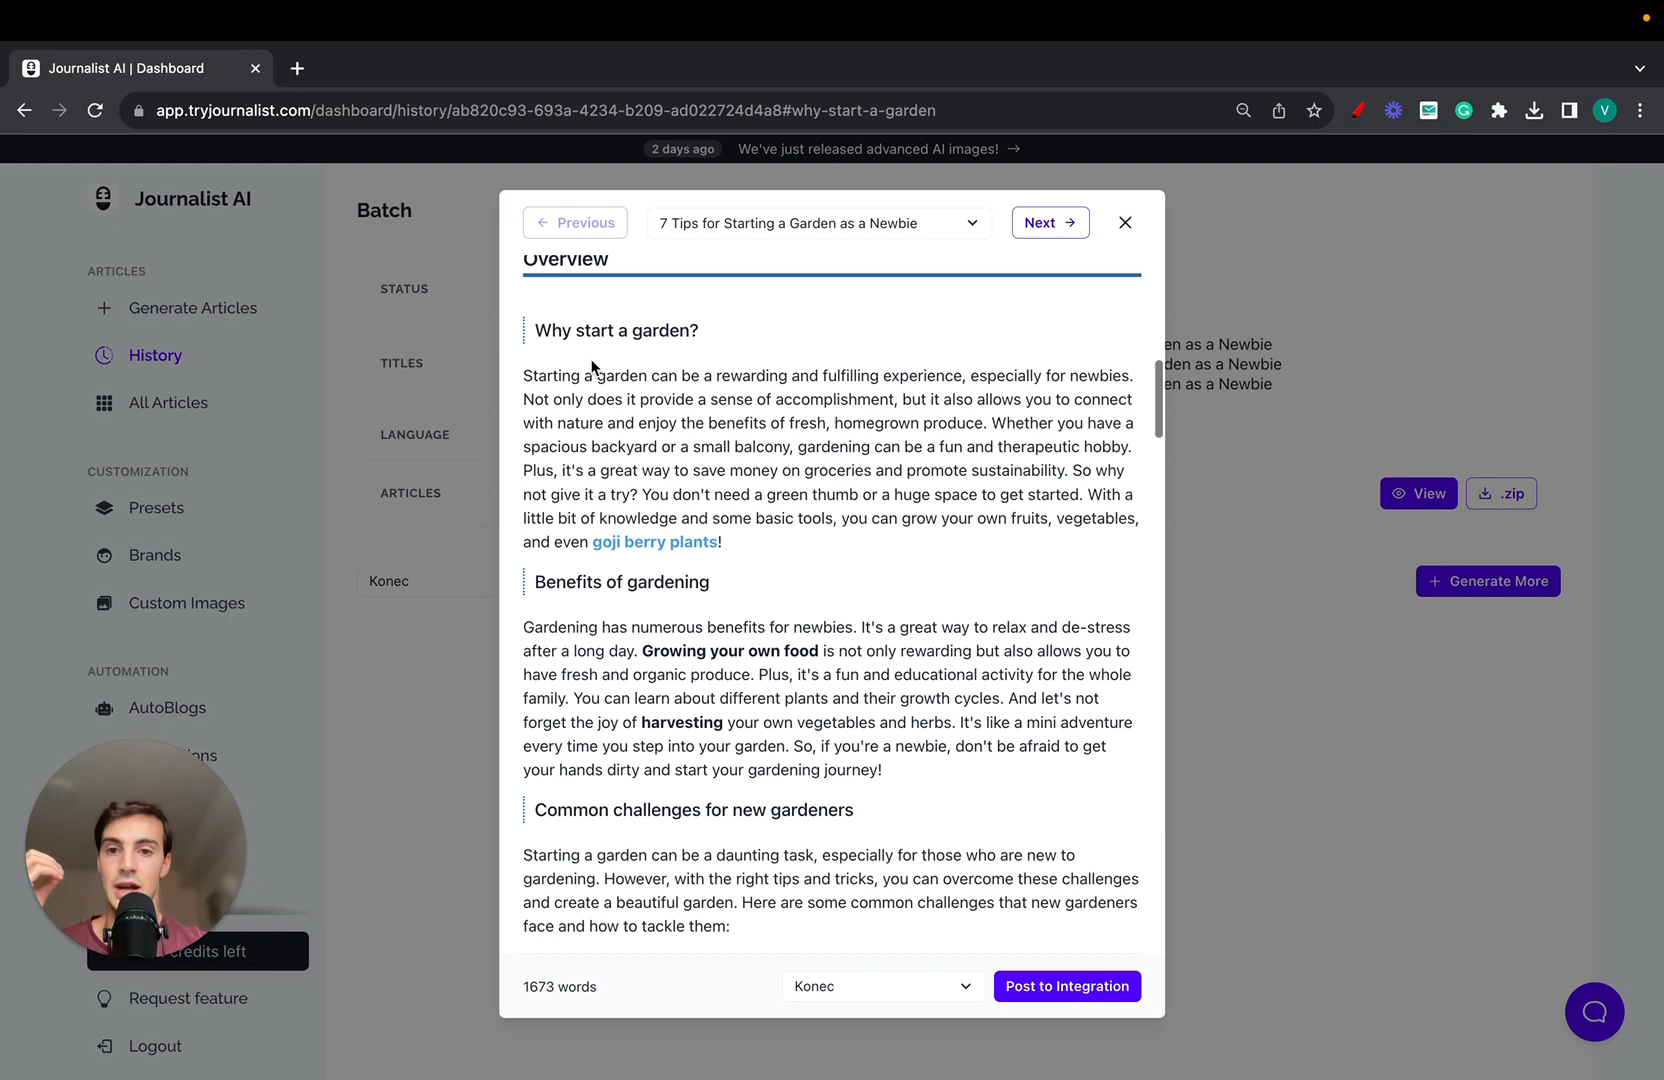 Journalist AI | Dashboard
app.tryjournalist.com/dashboard/history/ab820c93-693a-4234-b209-ad022724d4a8#why-start-a-garden
V
2 days ago We've just released advanced AI images! →
Journalist AI
ARTICLES
Generate Articles
History
All Articles
CUSTOMIZATION
Presets
Brands
Custom Images
AUTOMATION
AutoBlogs
ons
credits left
Request feature
Logout
Batch
STATUS
TITLES
en as a Newbie
den as a Newbie
en as a Newbie
LANGUAGE
ARTICLES
View
.zip
Konec
+ Generate More
← Previous
7 Tips for Starting a Garden as a Newbie
Next →
Overview
Why start a garden?
Starting a garden can be a rewarding and fulfilling experience, especially for newbies.
Not only does it provide a sense of accomplishment, but it also allows you to connect
with nature and enjoy the benefits of fresh, homegrown produce. Whether you have a
spacious backyard or a small balcony, gardening can be a fun and therapeutic hobby.
Plus, it's a great way to save money on groceries and promote sustainability. So why
not give it a try? You don't need a green thumb or a huge space to get started. With a
little bit of knowledge and some basic tools, you can grow your own fruits, vegetables,
and even goji berry plants!
Benefits of gardening
Gardening has numerous benefits for newbies. It's a great way to relax and de-stress
after a long day. Growing your own food is not only rewarding but also allows you to
have fresh and organic produce. Plus, it's a fun and educational activity for the whole
family. You can learn about different plants and their growth cycles. And let's not
forget the joy of harvesting your own vegetables and herbs. It's like a mini adventure
every time you step into your garden. So, if you're a newbie, don't be afraid to get
your hands dirty and start your gardening journey!
Common challenges for new gardeners
Starting a garden can be a daunting task, especially for those who are new to
gardening. However, with the right tips and tricks, you can overcome these challenges
and create a beautiful garden. Here are some common challenges that new gardeners
face and how to tackle them:
1673 words
Konec
Post to Integration